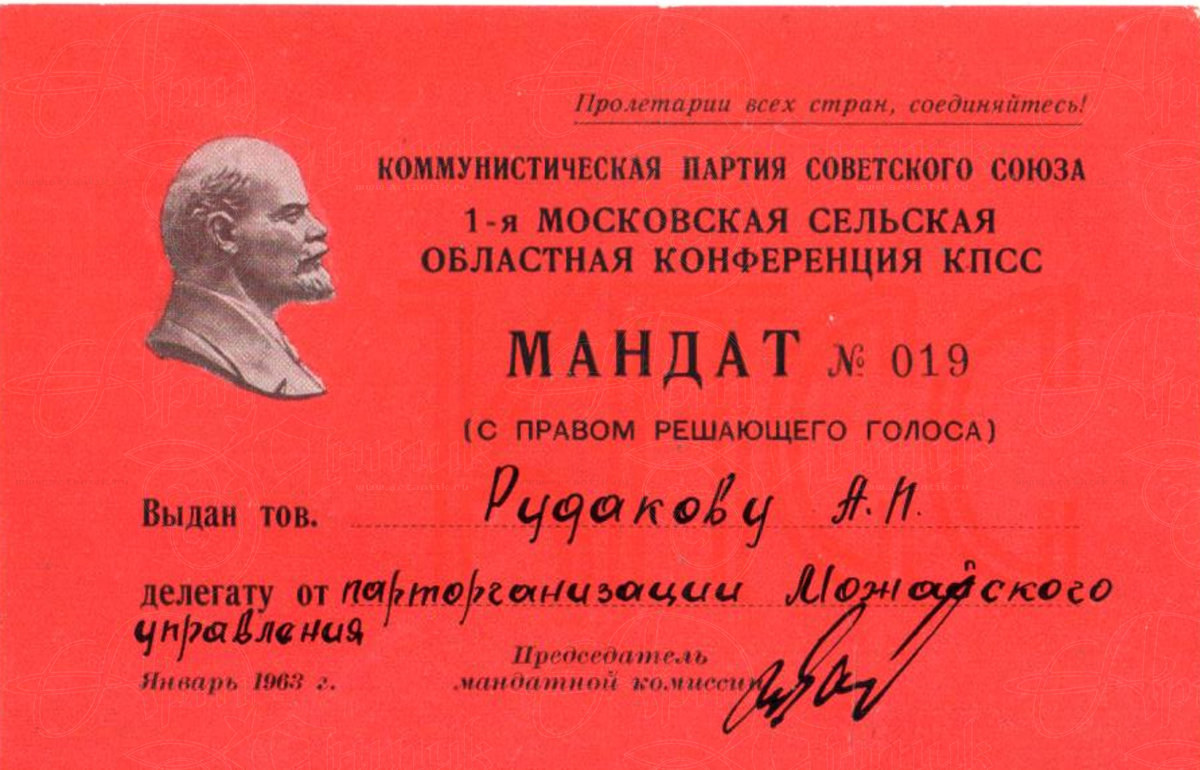 Пролетарии всех стран, соединяйтесь!
КОММУНИСТИЧЕСКАЯ ПАРТИЯ СОВЕТСКОГО СОЮЗА
1-я МОСКОВСКАЯ СЕЛЬСКАЯ
ОБЛАСТНАЯ КОНФЕРЕНЦИЯ КПСС
МАНДАТ № 019
(С ПРАВОМ РЕШАЮЩЕГО ГОЛОСА)
Выдан тов. Рудакову А.П.
делегату от парторганизации Можайского
управления
Председатель
Январь 1963 г. мандатной комиссии